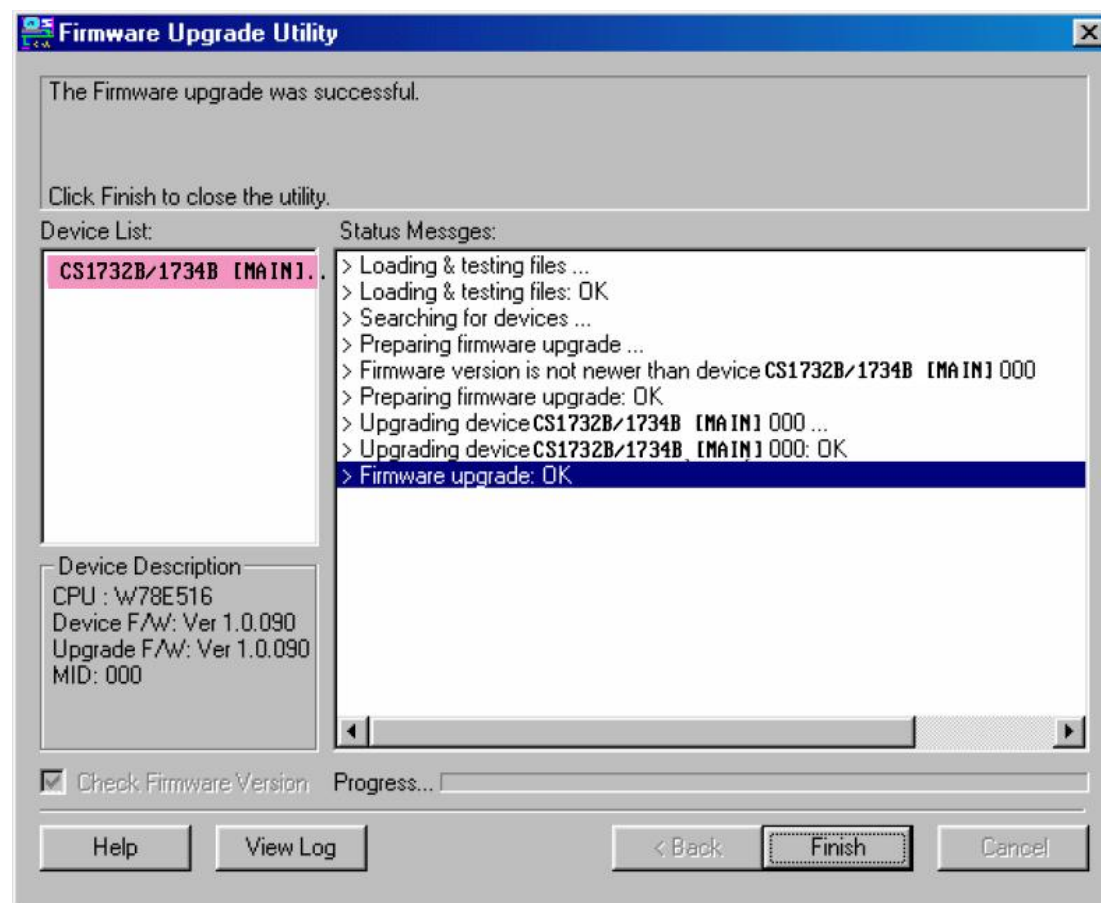 Firmware Upgrade Utility
The Firmware upgrade was successful.
Click Finish to close the utility.
Device List:
CS1732B/1734B [MAIN]..
Status Messges:
> Loading & testing files ...
> Loading & testing files: OK
> Searching for devices ...
> Preparing firmware upgrade ...
> Firmware version is not newer than device CS1732B/1734B [MAIN] 000
> Preparing firmware upgrade: OK
> Upgrading device CS1732B/1734B [MAIN] 000 ...
> Upgrading device CS1732B/1734B [MAIN] 000: OK
> Firmware upgrade: OK
Device Description
CPU : W78E516
Device F/W: Ver 1.0.090
Upgrade F/W: Ver 1.0.090
MID: 000
Check Firmware Version
Progress...
Help
View Log
< Back
Finish
Cancel